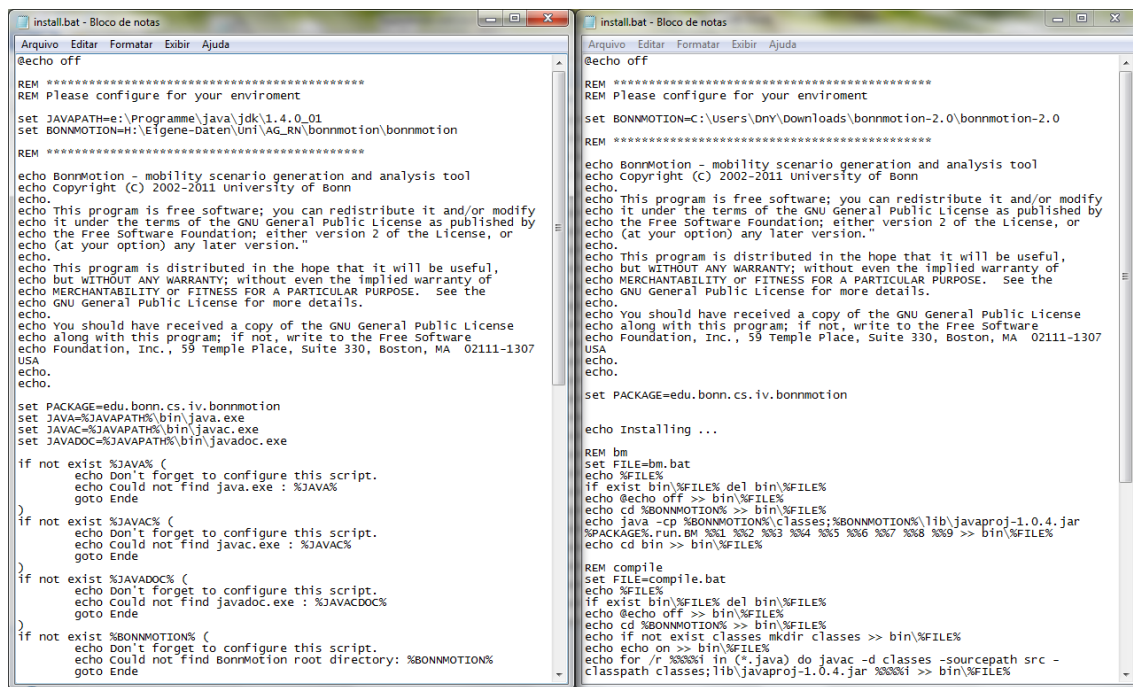 install.bat - Bloco de notas
Arquivo Editar Formatar Exibir Ajuda
@echo off
REM *********************************************
REM Please configure for your enviroment
set JAVAPATH=e:\Programme\java\jdk\1.4.0_01
set BONNMOTION=H:\Eigene-Daten\Uni\AG_RN\bonnmotion\bonnmotion
REM *********************************************
echo BonnMotion - mobility scenario generation and analysis tool
echo Copyright (C) 2002-2011 University of Bonn
echo.
echo This program is free software; you can redistribute it and/or modify
echo it under the terms of the GNU General Public License as published by
echo the Free Software Foundation; either version 2 of the License, or
echo (at your option) any later version."
echo.
echo This program is distributed in the hope that it will be useful,
echo but WITHOUT ANY WARRANTY; without even the implied warranty of
echo MERCHANTABILITY or FITNESS FOR A PARTICULAR PURPOSE.  See the
echo GNU General Public License for more details.
echo.
echo You should have received a copy of the GNU General Public License
echo along with this program; if not, write to the Free Software
echo Foundation, Inc., 59 Temple Place, Suite 330, Boston, MA  02111-1307
USA
echo.
echo.
set PACKAGE=edu.bonn.cs.iv.bonnmotion
set JAVA=%JAVAPATH%\bin\java.exe
set JAVAC=%JAVAPATH%\bin\javac.exe
set JAVADOC=%JAVAPATH%\bin\javadoc.exe
if not exist %JAVA% (
echo Don't forget to configure this script.
echo Could not find java.exe : %JAVA%
goto Ende
)
if not exist %JAVAC% (
echo Don't forget to configure this script.
echo Could not find javac.exe : %JAVAC%
goto Ende
)
if not exist %JAVADOC% (
echo Don't forget to configure this script.
echo Could not find javadoc.exe : %JAVACDOC%
goto Ende
)
if not exist %BONNMOTION% (
echo Don't forget to configure this script.
echo Could not find BonnMotion root directory: %BONNMOTION%
goto Ende
install.bat - Bloco de notas
Arquivo Editar Formatar Exibir Ajuda
@echo off
REM *********************************************
REM Please configure for your enviroment
set BONNMOTION=C:\Users\DnY\Downloads\bonnmotion-2.0\bonnmotion-2.0
REM *********************************************
echo BonnMotion - mobility scenario generation and analysis tool
echo Copyright (C) 2002-2011 University of Bonn
echo.
echo This program is free software; you can redistribute it and/or modify
echo it under the terms of the GNU General Public License as published by
echo the Free Software Foundation; either version 2 of the License, or
echo (at your option) any later version."
echo.
echo This program is distributed in the hope that it will be useful,
echo but WITHOUT ANY WARRANTY; without even the implied warranty of
echo MERCHANTABILITY or FITNESS FOR A PARTICULAR PURPOSE.  See the
echo GNU General Public License for more details.
echo.
echo You should have received a copy of the GNU General Public License
echo along with this program; if not, write to the Free Software
echo Foundation, Inc., 59 Temple Place, Suite 330, Boston, MA  02111-1307
USA
echo.
echo.
set PACKAGE=edu.bonn.cs.iv.bonnmotion
echo Installing ...
REM bm
set FILE=bm.bat
echo %FILE%
if exist bin\%FILE% del bin\%FILE%
echo @echo off >> bin\%FILE%
echo cd %BONNMOTION% >> bin\%FILE%
echo java -cp %BONNMOTION%\classes;%BONNMOTION%\lib\javaproj-1.0.4.jar
%PACKAGE%.run.BM %%1 %%2 %%3 %%4 %%5 %%6 %%7 %%8 %%9 >> bin\%FILE%
echo cd bin >> bin\%FILE%
REM compile
set FILE=compile.bat
echo %FILE%
if exist bin\%FILE% del bin\%FILE%
echo @echo off >> bin\%FILE%
echo cd %BONNMOTION% >> bin\%FILE%
echo if not exist classes mkdir classes >> bin\%FILE%
echo echo on >> bin\%FILE%
echo for /r %%%%i in (*.java) do javac -d classes -sourcepath src -
classpath classes;lib\javaproj-1.0.4.jar %%%%i >> bin\%FILE%